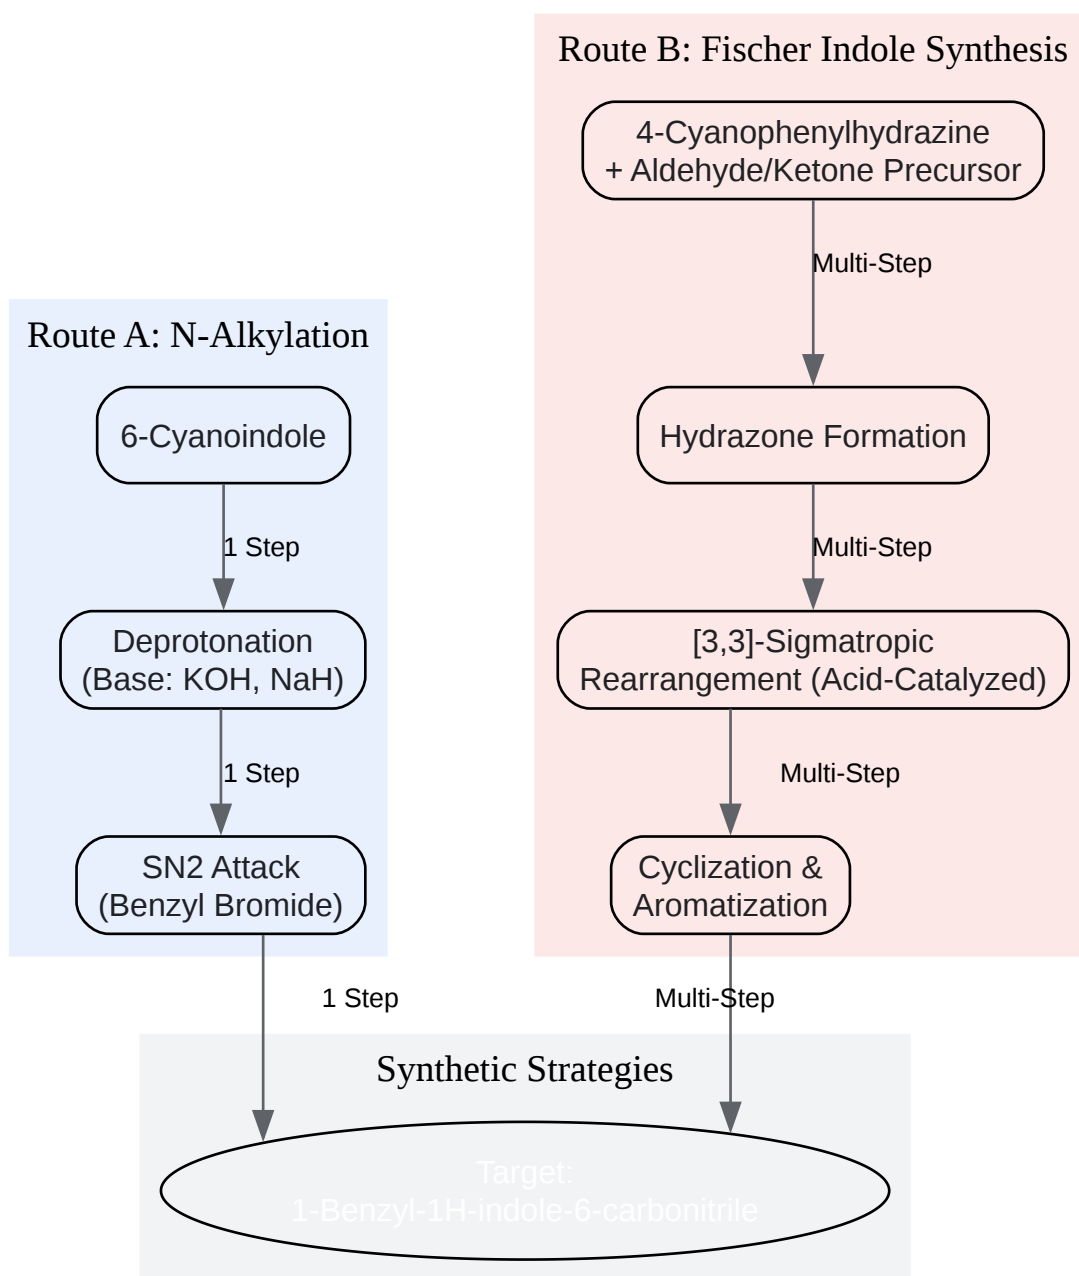 Route B: Fischer Indole Synthesis
4-Cyanophenylhydrazine
+ Aldehyde/Ketone Precursor
Multi-Step
Route A: N-Alkylation
6-Cyanoindole
Hydrazone Formation
1 Step
Multi-Step
Deprotonation
(Base: KOH, NaH)
[3,3]-Sigmatropic
Rearrangement (Acid-Catalyzed)
1 Step
Multi-Step
SN2 Attack
(Benzyl Bromide)
Cyclization &
Aromatization
1 Step
Multi-Step
Synthetic Strategies
Target:
1-Benzyl-1H-indole-6-carbonitrile